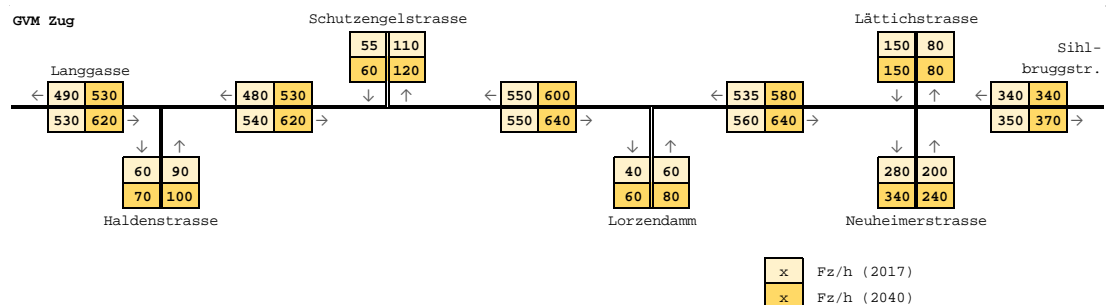 GVM Zug
Schutzengelstrasse
Lättichstrasse
55 110
150 80
60 120
150 80
Sihl-
bruggstr.
Langgasse
← 490 530
← 480 530
↓ ↑
← 550 600
← 535 580
↓ ↑
← 340 340
530 620 →
540 620 →
550 640 →
560 640 →
350 370 →
↓ ↑
↓ ↑
↓ ↑
60 90
40 60
280 200
70 100
60 80
340 240
Haldenstrasse
Lorzendamm
Neuheimerstrasse
x Fz/h (2017)
x Fz/h (2040)